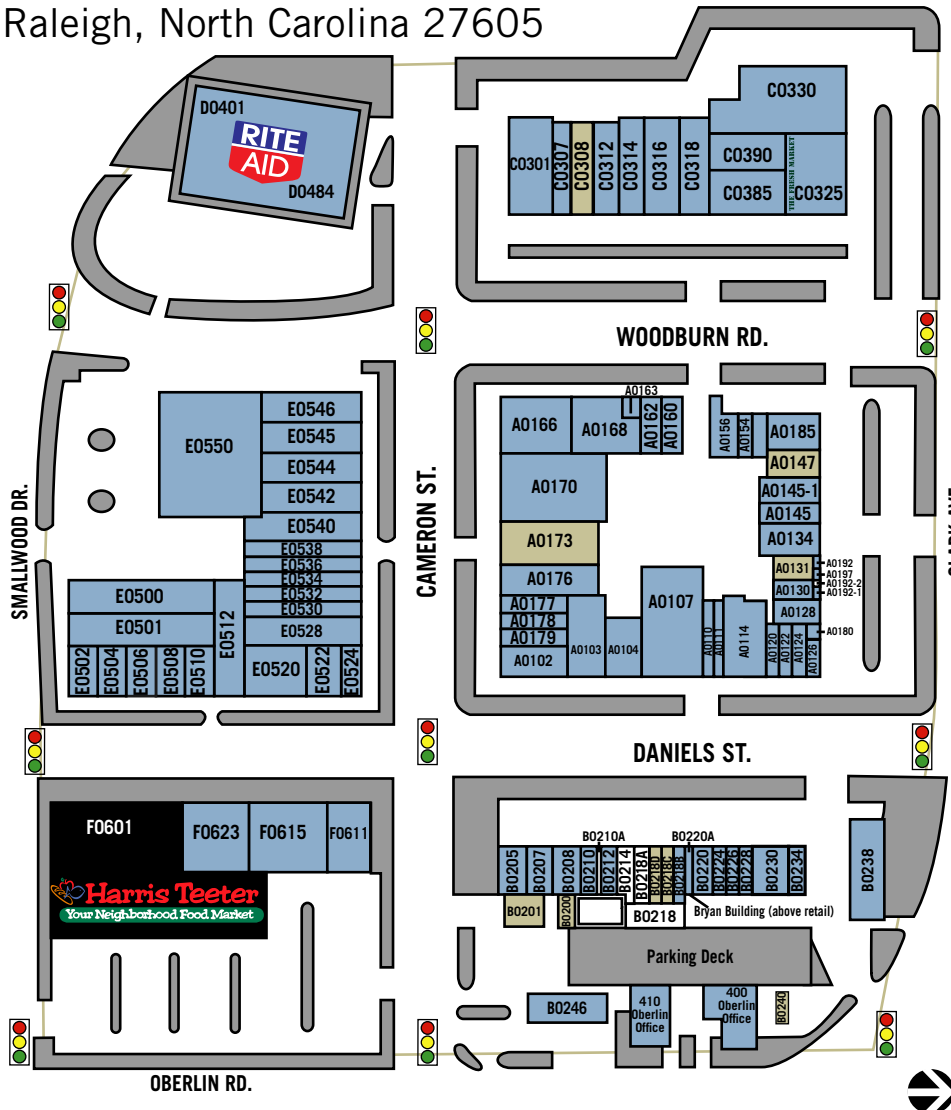 Raleigh, North Carolina 27605
D0401
RITE
AID
D0484
C0301
C0307
C0308
C0312
C0314
C0316
C0318
C0330
C0390
C0385
THE FRESH MARKET
C0325
WOODBURN RD.
SMALLWOOD DR.
CAMERON ST.
E0550
E0546
E0545
E0544
E0542
E0540
E0538
E0536
E0534
E0532
E0530
E0528
E0500
E0501
E0512
E0502
E0504
E0506
E0508
E0510
E0520
E0522
E0524
A0163
A0166
A0168
A0162
A0160
A0156
A0154
A0185
A0147
A0170
A0145-1
A0145
A0134
A0173
A0131
A0192
A0197
A0192-2
A0192-1
A0130
A0176
A0107
A0128
A0177
A0178
A0179
A0102
A0103
A0104
A0110
A0111
A0114
A0120
A0122
A0124
A0126
A0180
DANIELS ST.
F0601
F0623
F0615
F0611
Harris Teeter
Your Neighborhood Food Market
B0210A
B0220A
B0205
B0207
B0208
B0210
B0212
B0214
B0218A
B0218D
B0218C
B0218B
B0220
B0224
B0226
B0228
B0230
B0234
B0238
B0201
B0200
B0218
Bryan Building (above retail)
Parking Deck
B0246
410
Oberlin
Office
400
Oberlin
Office
B0240
OBERLIN RD.